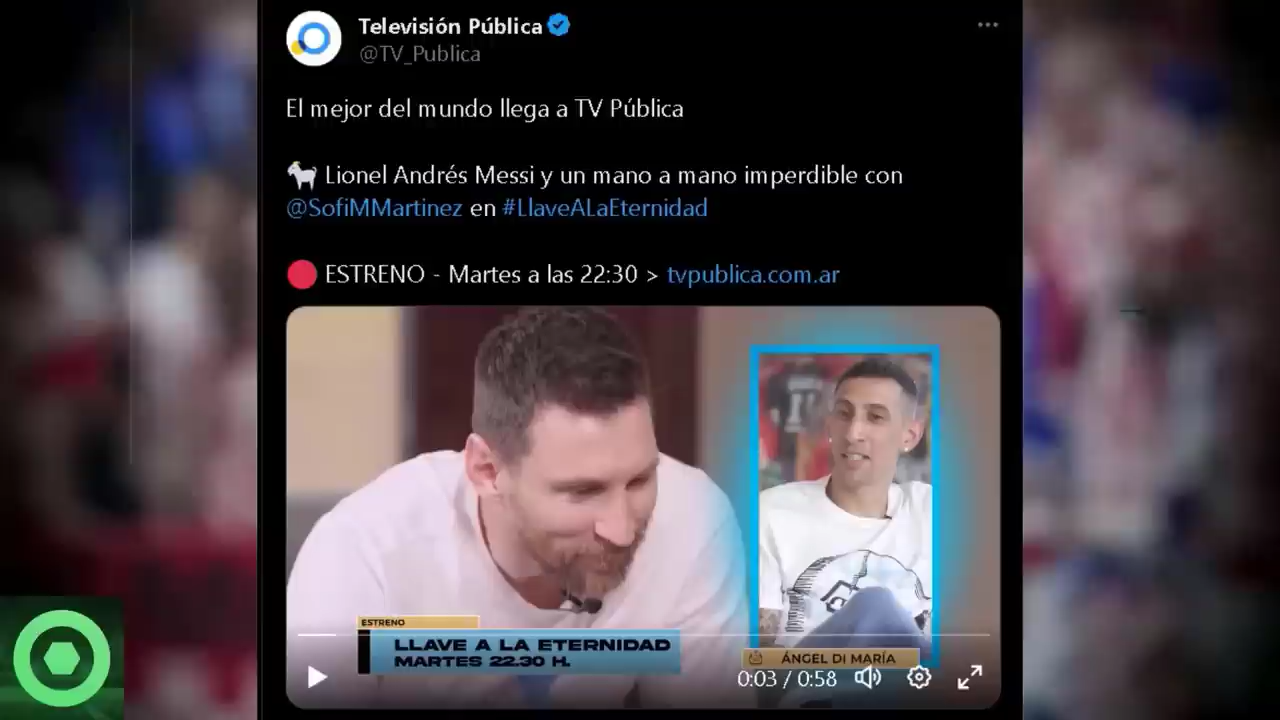 Televisión Pública
@TV_Publica
El mejor del mundo llega a TV Pública
Lionel Andrés Messi y un mano a mano imperdible con
@SofiMMartinez en #LlaveALaEternidad
ESTRENO - Martes a las 22:30 > tvpublica.com.ar
ESTRENO
LLAVE A LA ETERNIDAD
MARTES 22.30 H.
ÁNGEL DI MARÍA
0:03 / 0:58